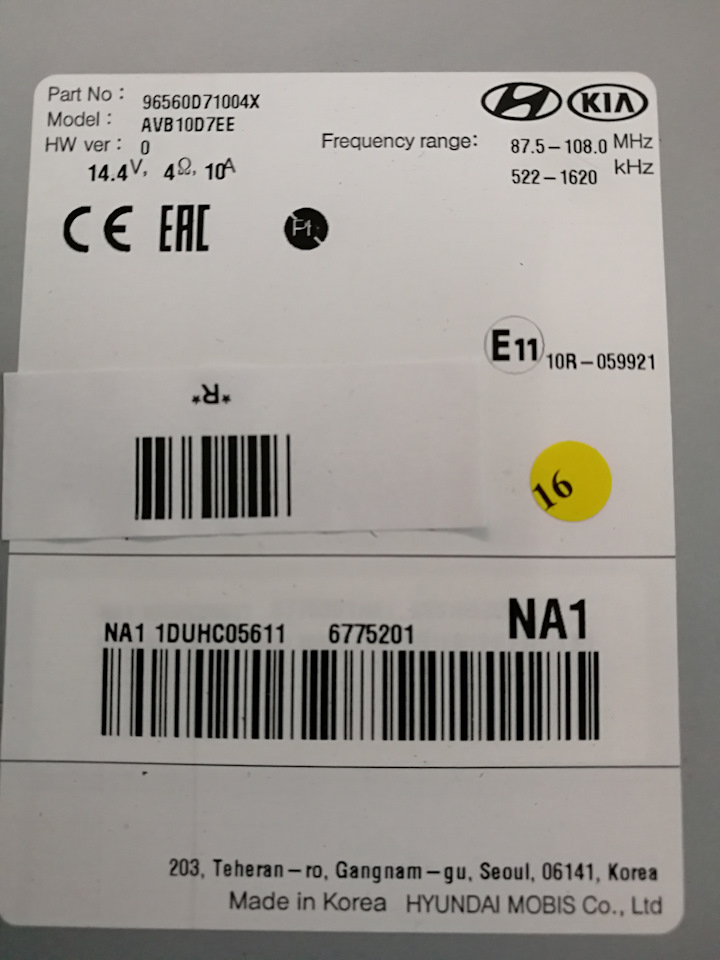 Part No : 96560D71004X
KIA
Model : AVB10D7EE
HW ver : 0
Frequency range: 87.5－108.0 MHz
14.4V, 4Ω, 10A
522－1620 kHz
CE EAC
E11 10R－059921
*R*
16
NA1 1DUHC05611 6775201 NA1
203, Teheran－ro, Gangnam－gu, Seoul, 06141, Korea
Made in Korea HYUNDAI MOBIS Co., Ltd